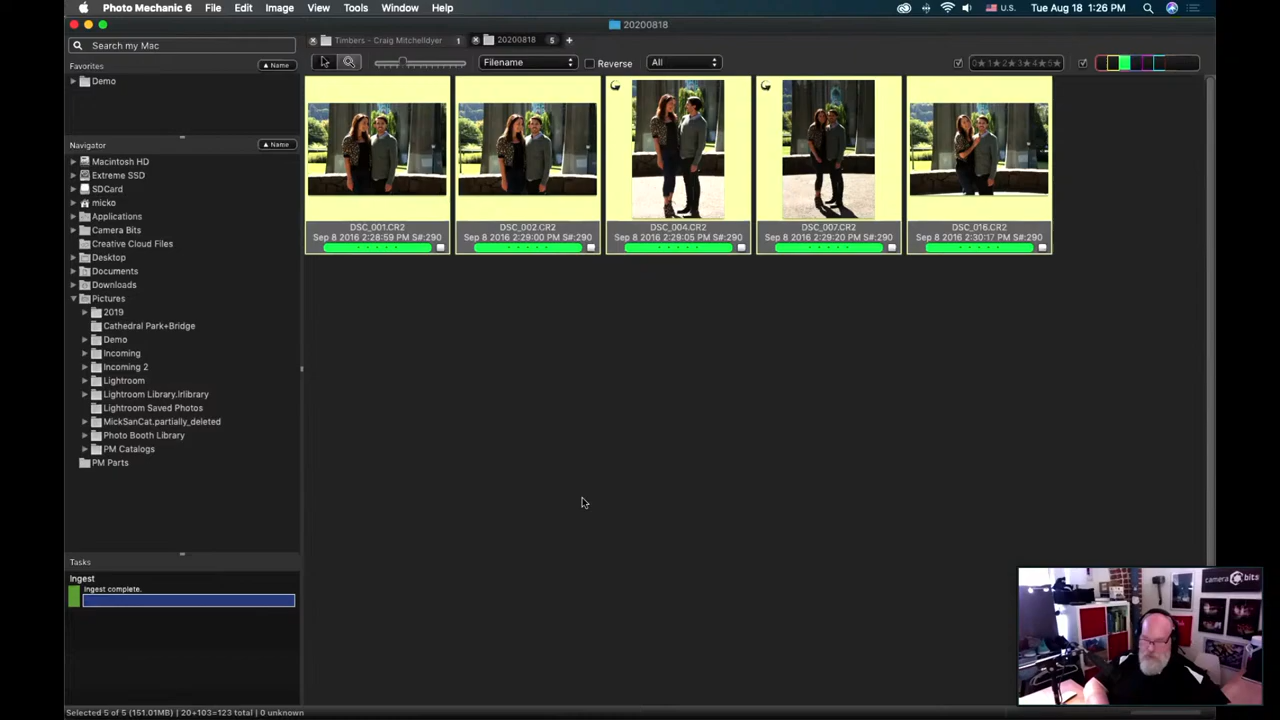 Photo Mechanic 6 File Edit Image View Tools Window Help U.S. Tue Aug 18 1:26 PM
20200818
Search my Mac
Timbers - Craig Mitchelldyer 1 20200818 5
Filename Reverse All
Favorites Name
Demo
Navigator Name
Macintosh HD
Extreme SSD
SDCard
micko
Applications
Camera Bits
Creative Cloud Files
Desktop
Documents
Downloads
Pictures
2019
Cathedral Park+Bridge
Demo
Incoming
Incoming 2
Lightroom
Lightroom Library.lrlibrary
Lightroom Saved Photos
MickSanCat.partially_deleted
Photo Booth Library
PM Catalogs
PM Parts
DSC_001.CR2
Sep 8 2016 2:28:59 PM S#:290
DSC_002.CR2
Sep 8 2016 2:29:00 PM S#:290
DSC_004.CR2
Sep 8 2016 2:29:05 PM S#:290
DSC_007.CR2
Sep 8 2016 2:29:20 PM S#:290
DSC_016.CR2
Sep 8 2016 2:30:17 PM S#:290
Tasks
Ingest
Ingest complete.
camera bits
Selected 5 of 5 (151.01MB) | 20+103=123 total | 0 unknown